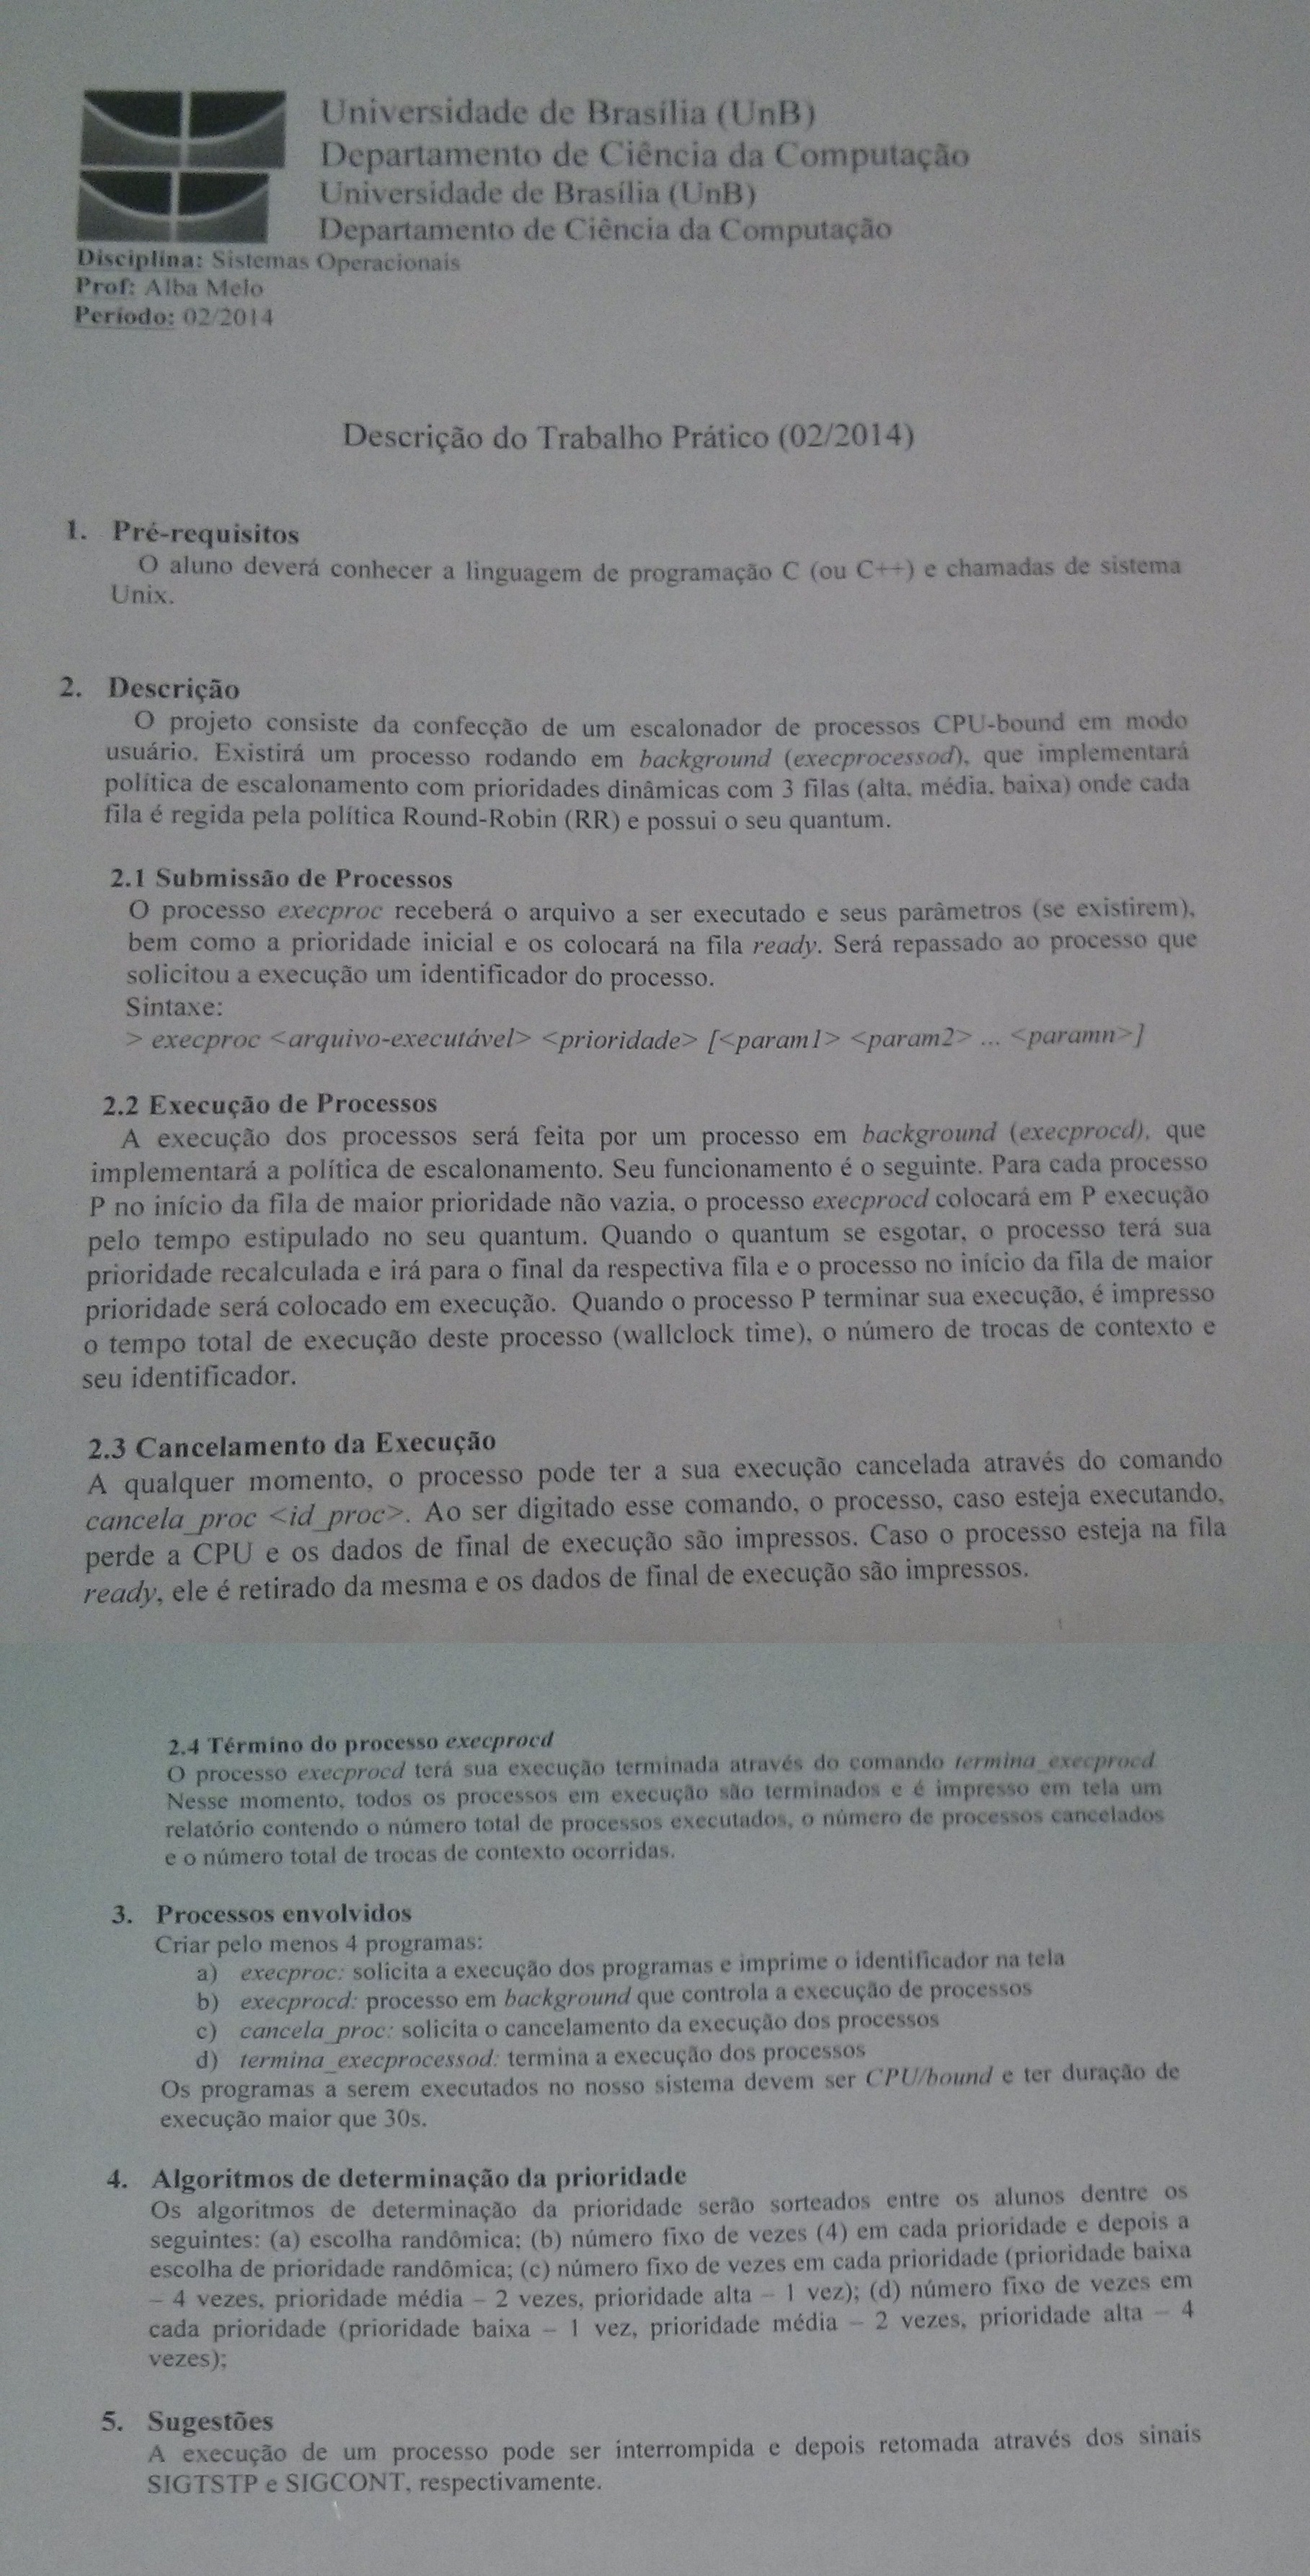 Universidade de Brasília (UnB)
Departamento de Ciência da Computação
Universidade de Brasília (UnB)
Departamento de Ciência da Computação
Disciplina: Sistemas Operacionais
Prof: Alba Melo
Período: 02/2014
Descrição do Trabalho Prático (02/2014)
1. Pré-requisitos
O aluno deverá conhecer a linguagem de programação C (ou C++) e chamadas de sistema
Unix.
2. Descrição
O projeto consiste da confecção de um escalonador de processos CPU-bound em modo
usuário. Existirá um processo rodando em background (execprocessod), que implementará
política de escalonamento com prioridades dinâmicas com 3 filas (alta, média, baixa) onde cada
fila é regida pela política Round-Robin (RR) e possui o seu quantum.
2.1 Submissão de Processos
O processo execproc receberá o arquivo a ser executado e seus parâmetros (se existirem),
bem como a prioridade inicial e os colocará na fila ready. Será repassado ao processo que
solicitou a execução um identificador do processo.
Sintaxe:
> execproc <arquivo-executável> <prioridade> [<param1> <param2> ... <paramn>]
2.2 Execução de Processos
A execução dos processos será feita por um processo em background (execprocd), que
implementará a política de escalonamento. Seu funcionamento é o seguinte. Para cada processo
P no início da fila de maior prioridade não vazia, o processo execprocd colocará em P execução
pelo tempo estipulado no seu quantum. Quando o quantum se esgotar, o processo terá sua
prioridade recalculada e irá para o final da respectiva fila e o processo no início da fila de maior
prioridade será colocado em execução. Quando o processo P terminar sua execução, é impresso
o tempo total de execução deste processo (wallclock time), o número de trocas de contexto e
seu identificador.
2.3 Cancelamento da Execução
A qualquer momento, o processo pode ter a sua execução cancelada através do comando
cancela_proc <id_proc>. Ao ser digitado esse comando, o processo, caso esteja executando,
perde a CPU e os dados de final de execução são impressos. Caso o processo esteja na fila
ready, ele é retirado da mesma e os dados de final de execução são impressos.
1
2.4 Término do processo execprocd
O processo execprocd terá sua execução terminada através do comando termina_execprocd
Nesse momento, todos os processos em execução são terminados e é impresso em tela um
relatório contendo o número total de processos executados, o número de processos cancelados
e o número total de trocas de contexto ocorridas.
3. Processos envolvidos
Criar pelo menos 4 programas:
a) execproc: solicita a execução dos programas e imprime o identificador na tela
b) execprocd: processo em background que controla a execução de processos
c) cancela_proc: solicita o cancelamento da execução dos processos
d) termina_execprocessod: termina a execução dos processos
Os programas a serem executados no nosso sistema devem ser CPU/bound e ter duração de
execução maior que 30s.
4. Algoritmos de determinação da prioridade
Os algoritmos de determinação da prioridade serão sorteados entre os alunos dentre os
seguintes: (a) escolha randômica; (b) número fixo de vezes (4) em cada prioridade e depois a
escolha de prioridade randômica; (c) número fixo de vezes em cada prioridade (prioridade baixa
– 4 vezes, prioridade média – 2 vezes, prioridade alta – 1 vez); (d) número fixo de vezes em
cada prioridade (prioridade baixa – 1 vez, prioridade média – 2 vezes, prioridade alta – 4
vezes);
5. Sugestões
A execução de um processo pode ser interrompida e depois retomada através dos sinais
SIGTSTP e SIGCONT, respectivamente.